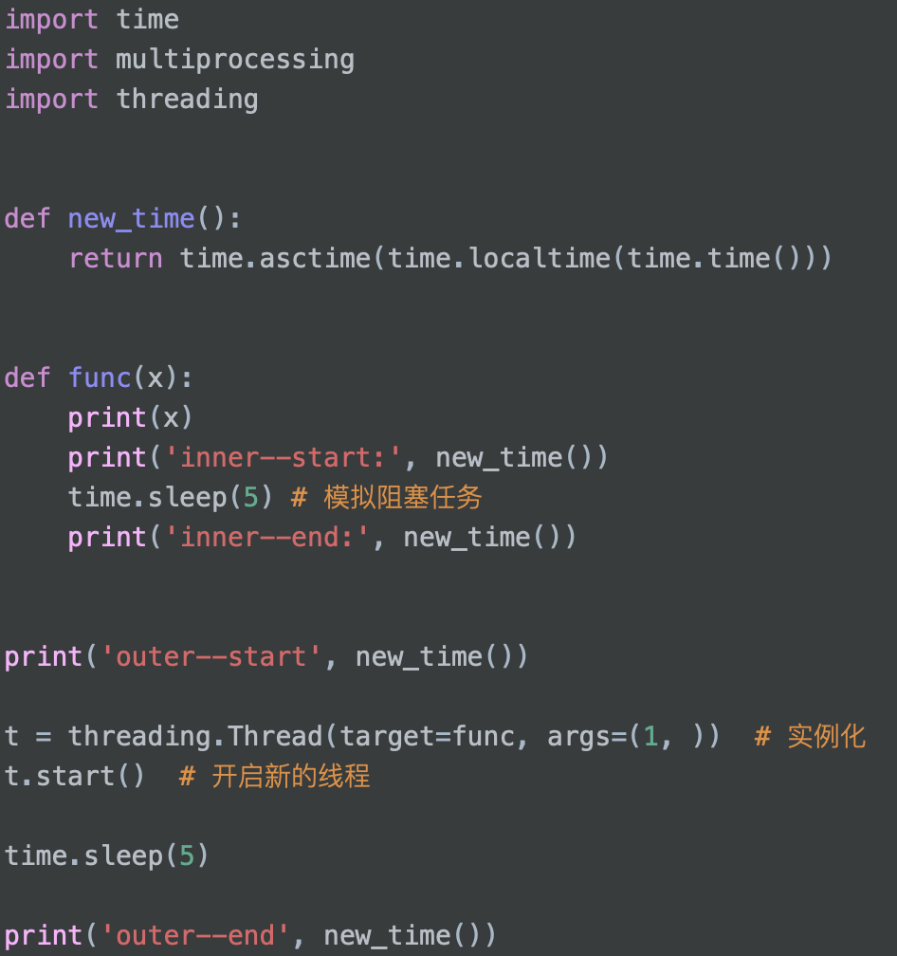 import time
import multiprocessing
import threading
def new_time():
    return time.asctime(time.localtime(time.time()))
def func(x):
    print(x)
    print('inner--start:', new_time())
    time.sleep(5) # 模拟阻塞任务
    print('inner--end:', new_time())
print('outer--start', new_time())
t = threading.Thread(target=func, args=(1, ))  # 实例化
t.start()  # 开启新的线程
time.sleep(5)
print('outer--end', new_time())